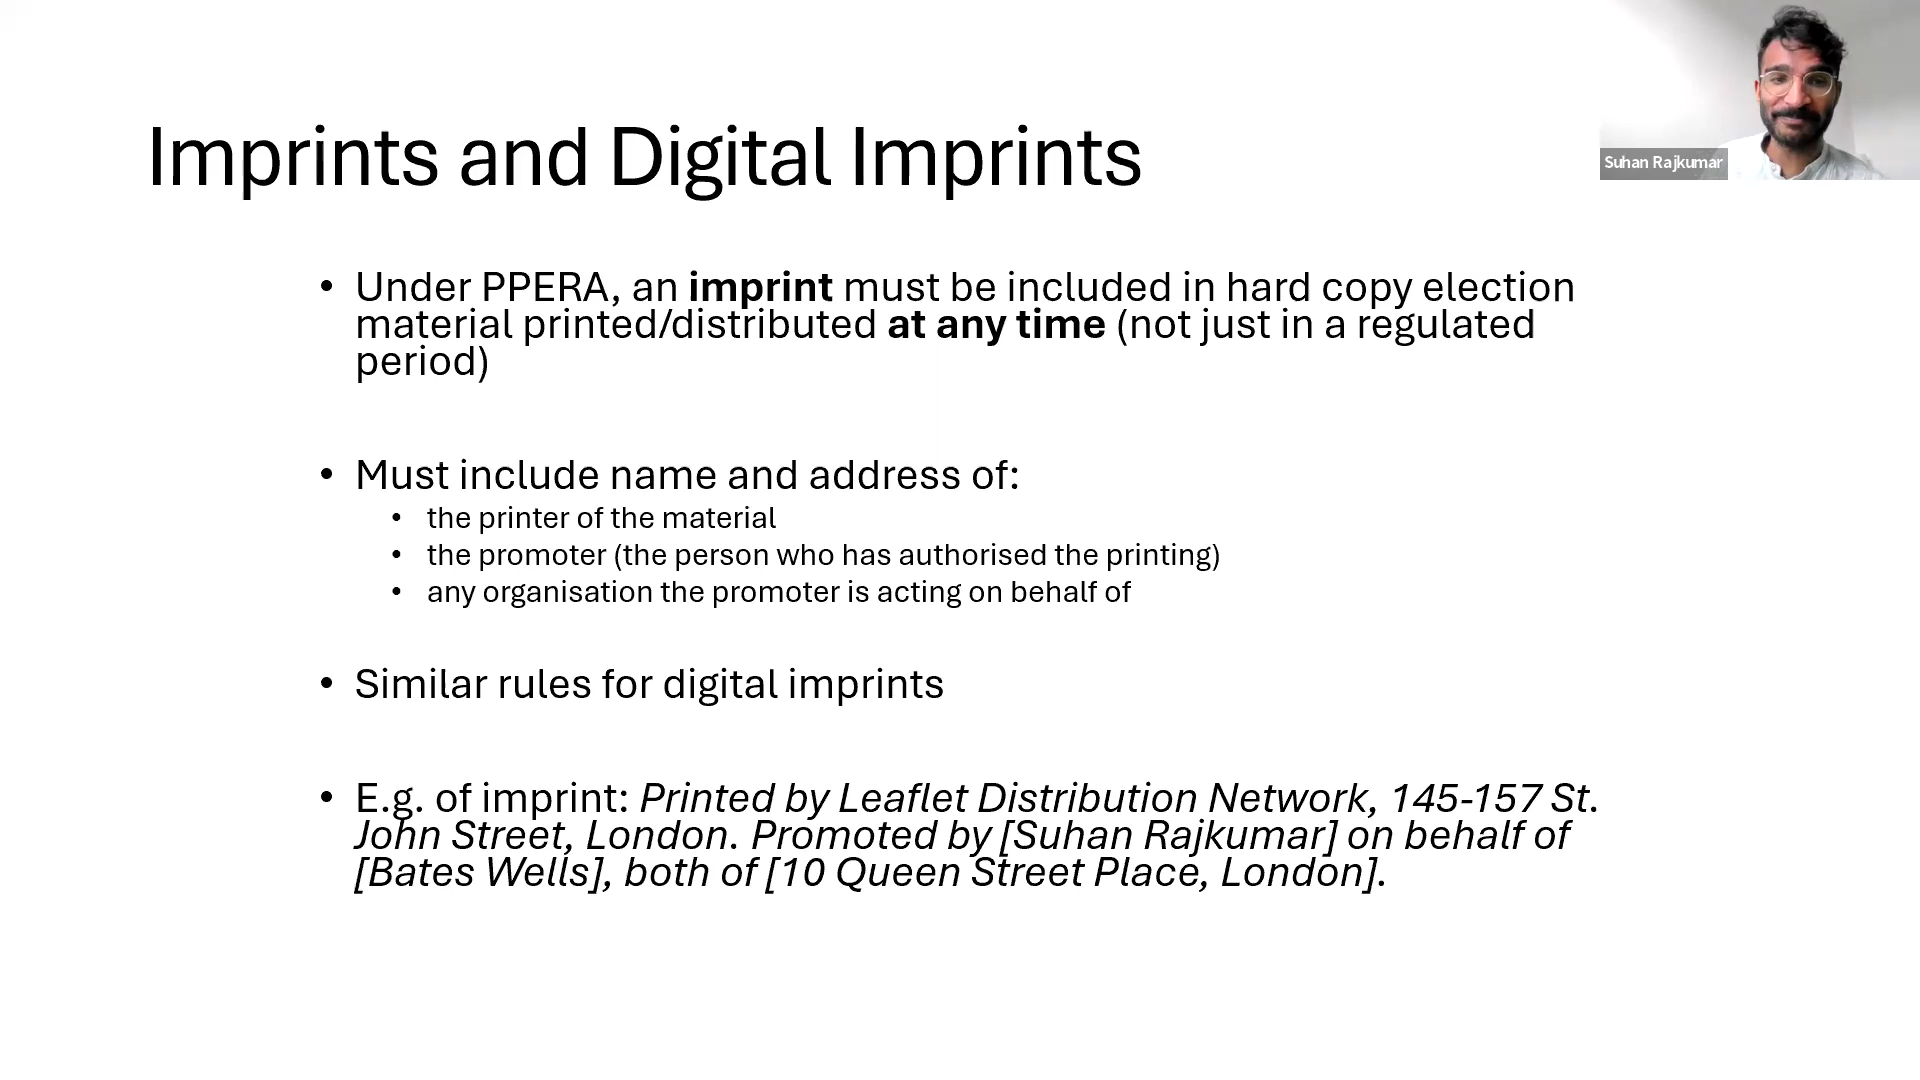 Imprints and Digital Imprints
Suhan Rajkumar
• Under PPERA, an imprint must be included in hard copy election
material printed/distributed at any time (not just in a regulated
period)
• Must include name and address of:
• the printer of the material
• the promoter (the person who has authorised the printing)
• any organisation the promoter is acting on behalf of
• Similar rules for digital imprints
• E.g. of imprint: Printed by Leaflet Distribution Network, 145-157 St.
John Street, London. Promoted by [Suhan Rajkumar] on behalf of
[Bates Wells], both of [10 Queen Street Place, London].